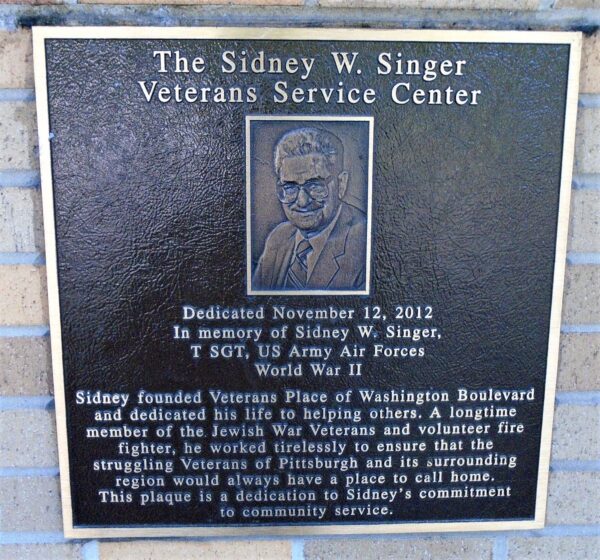 The Sidney W. Singer
Veterans Service Center
Dedicated November 12, 2012
In memory of Sidney W. Singer,
T SGT, US Army Air Forces
World War II
Sidney founded Veterans Place of Washington Boulevard
and dedicated his life to helping others. A longtime
member of the Jewish War Veterans and volunteer fire
fighter, he worked tirelessly to ensure that the
struggling Veterans of Pittsburgh and its surrounding
region would always have a place to call home.
This plaque is a dedication to Sidney's commitment
to community service.